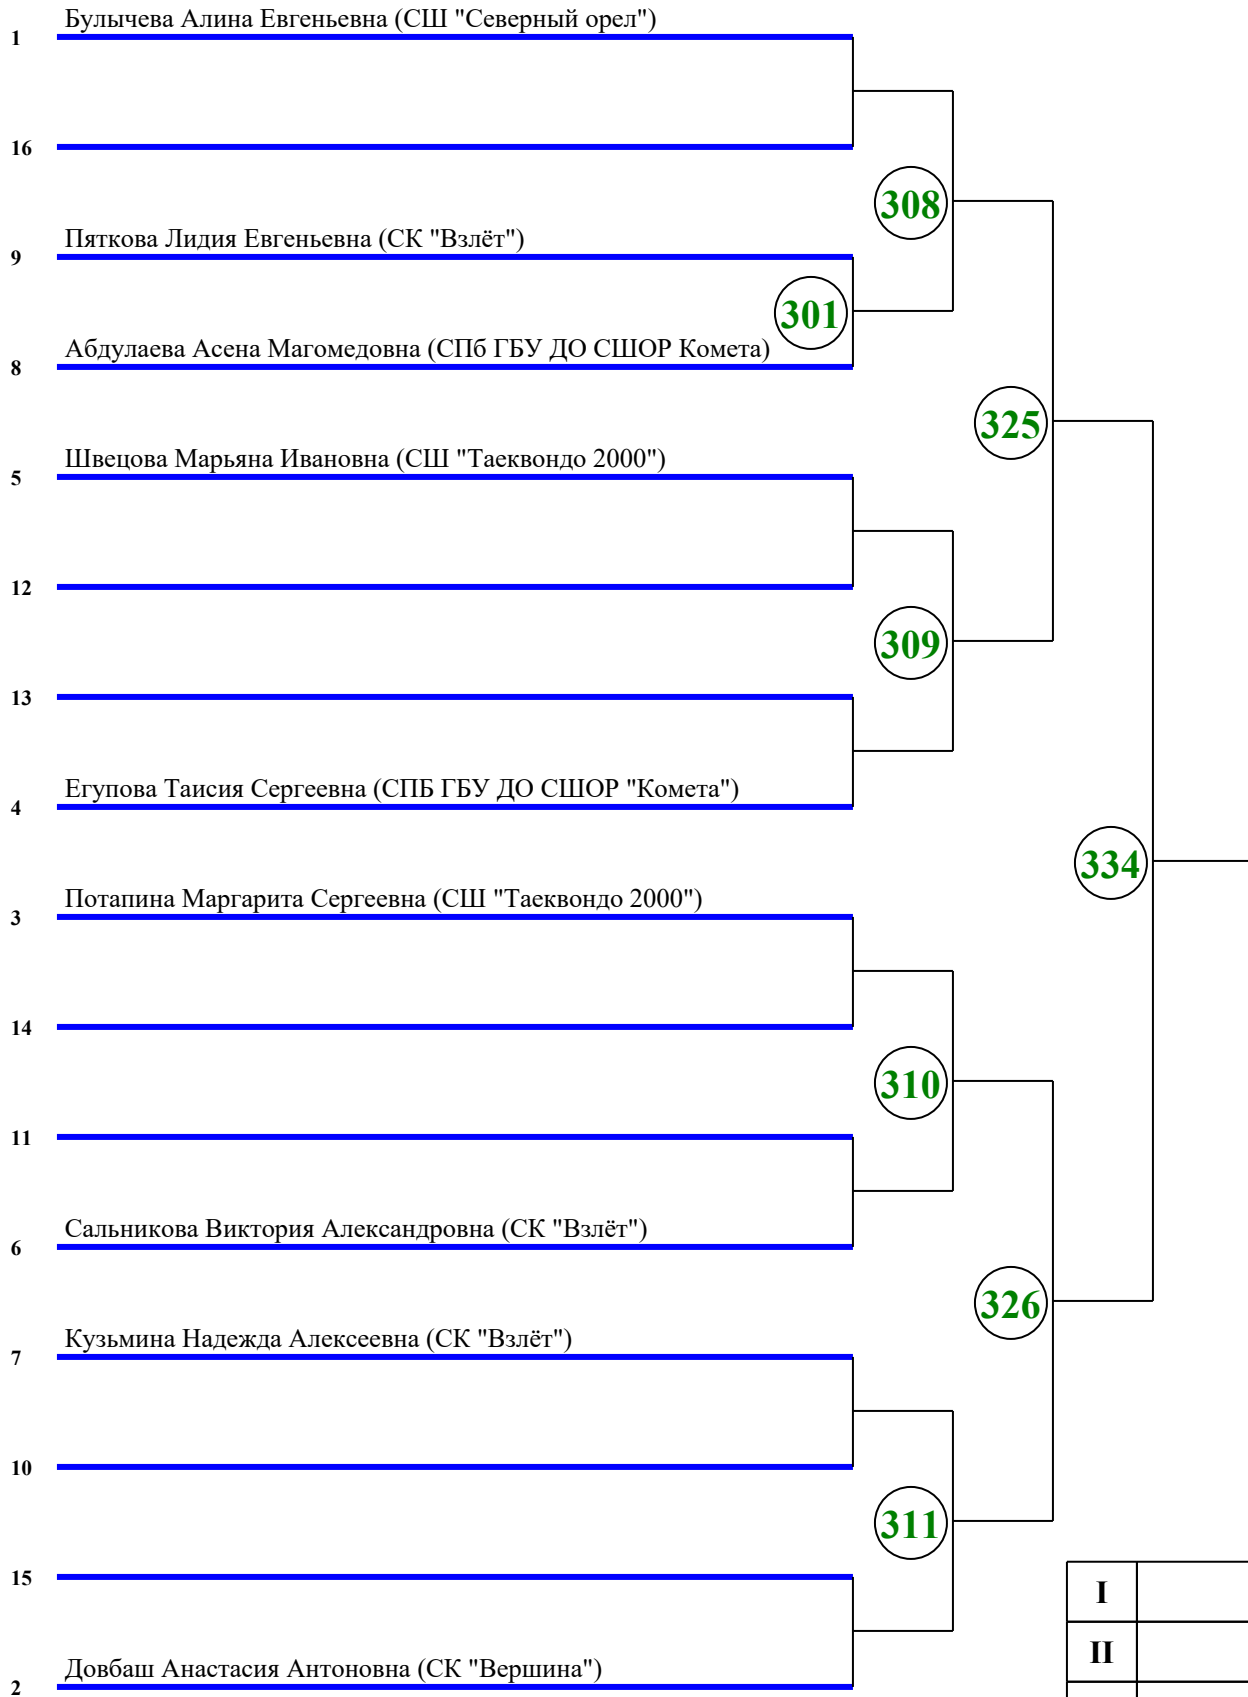 Булычева Алина Евгеньевна (СШ "Северный орел")
1
16
308
Пяткова Лидия Евгеньевна (СК "Взлёт")
9
301
Абдулаева Асена Магомедовна (СПб ГБУ ДО СШОР Комета)
8
325
Швецова Марьяна Ивановна (СШ "Таеквондо 2000")
5
12
309
13
Егупова Таисия Сергеевна (СПБ ГБУ ДО СШОР "Комета")
4
334
Потапина Маргарита Сергеевна (СШ "Таеквондо 2000")
3
14
310
11
Сальникова Виктория Александровна (СК "Взлёт")
6
326
Кузьмина Надежда Алексеевна (СК "Взлёт")
7
10
311
15
I
II
Довбаш Анастасия Антоновна (СК "Вершина")
2